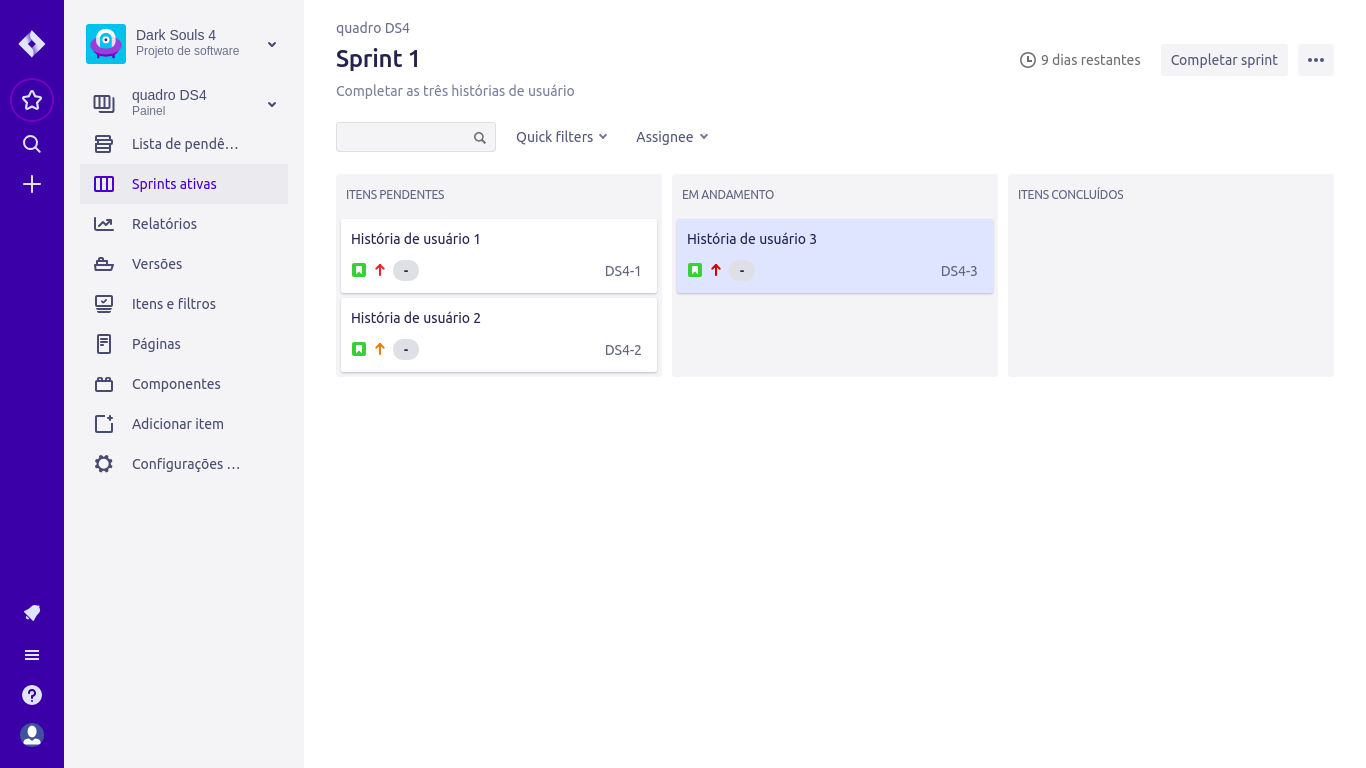 Dark Souls 4
Projeto de software
quadro DS4
Painel
Lista de pendê…
Sprints ativas
Relatórios
Versões
Itens e filtros
Páginas
Componentes
Adicionar item
Configurações …
quadro DS4
Sprint 1
9 dias restantes
Completar sprint
Completar as três histórias de usuário
Quick filters
Assignee
ITENS PENDENTES
História de usuário 1
- DS4-1
História de usuário 2
- DS4-2
EM ANDAMENTO
História de usuário 3
- DS4-3
ITENS CONCLUÍDOS